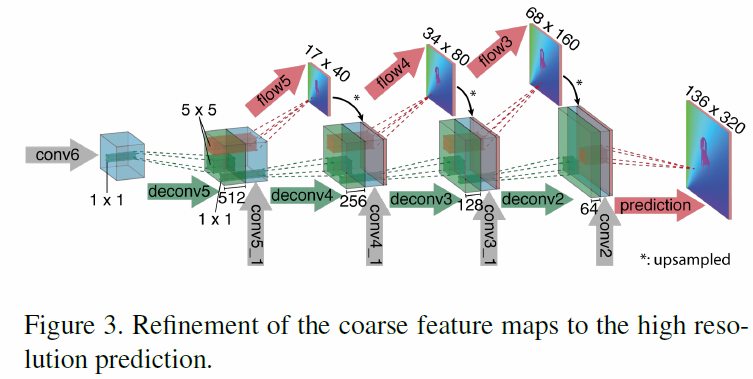 68 x 160
34 x 80
17 x 40
flow3
flow4
flow5
*
*
*
136 x 320
5 x 5
conv6
1 x 1
deconv5
512
deconv4
256
deconv3
128
deconv2
64
prediction
1 x 1
conv5_1
conv4_1
conv3_1
conv2
*: upsampled
Figure 3. Refinement of the coarse feature maps to the high reso-
lution prediction.